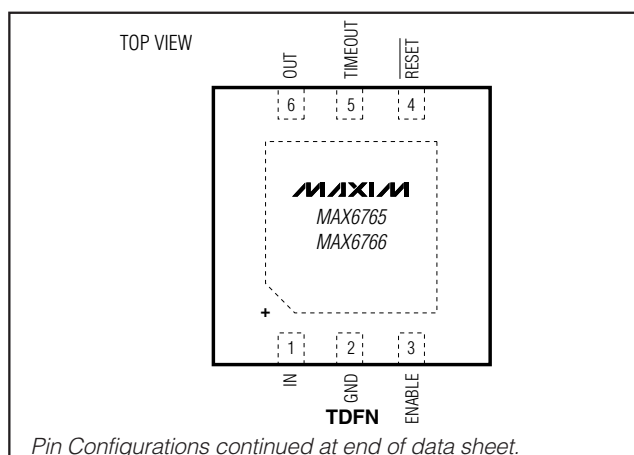 TOP VIEW
OUT
TIMEOUT
RESET
6
5
4
MAXIM
MAX6765
MAX6766
+
1
2
3
IN
GND
ENABLE
TDFN
Pin Configurations continued at end of data sheet.